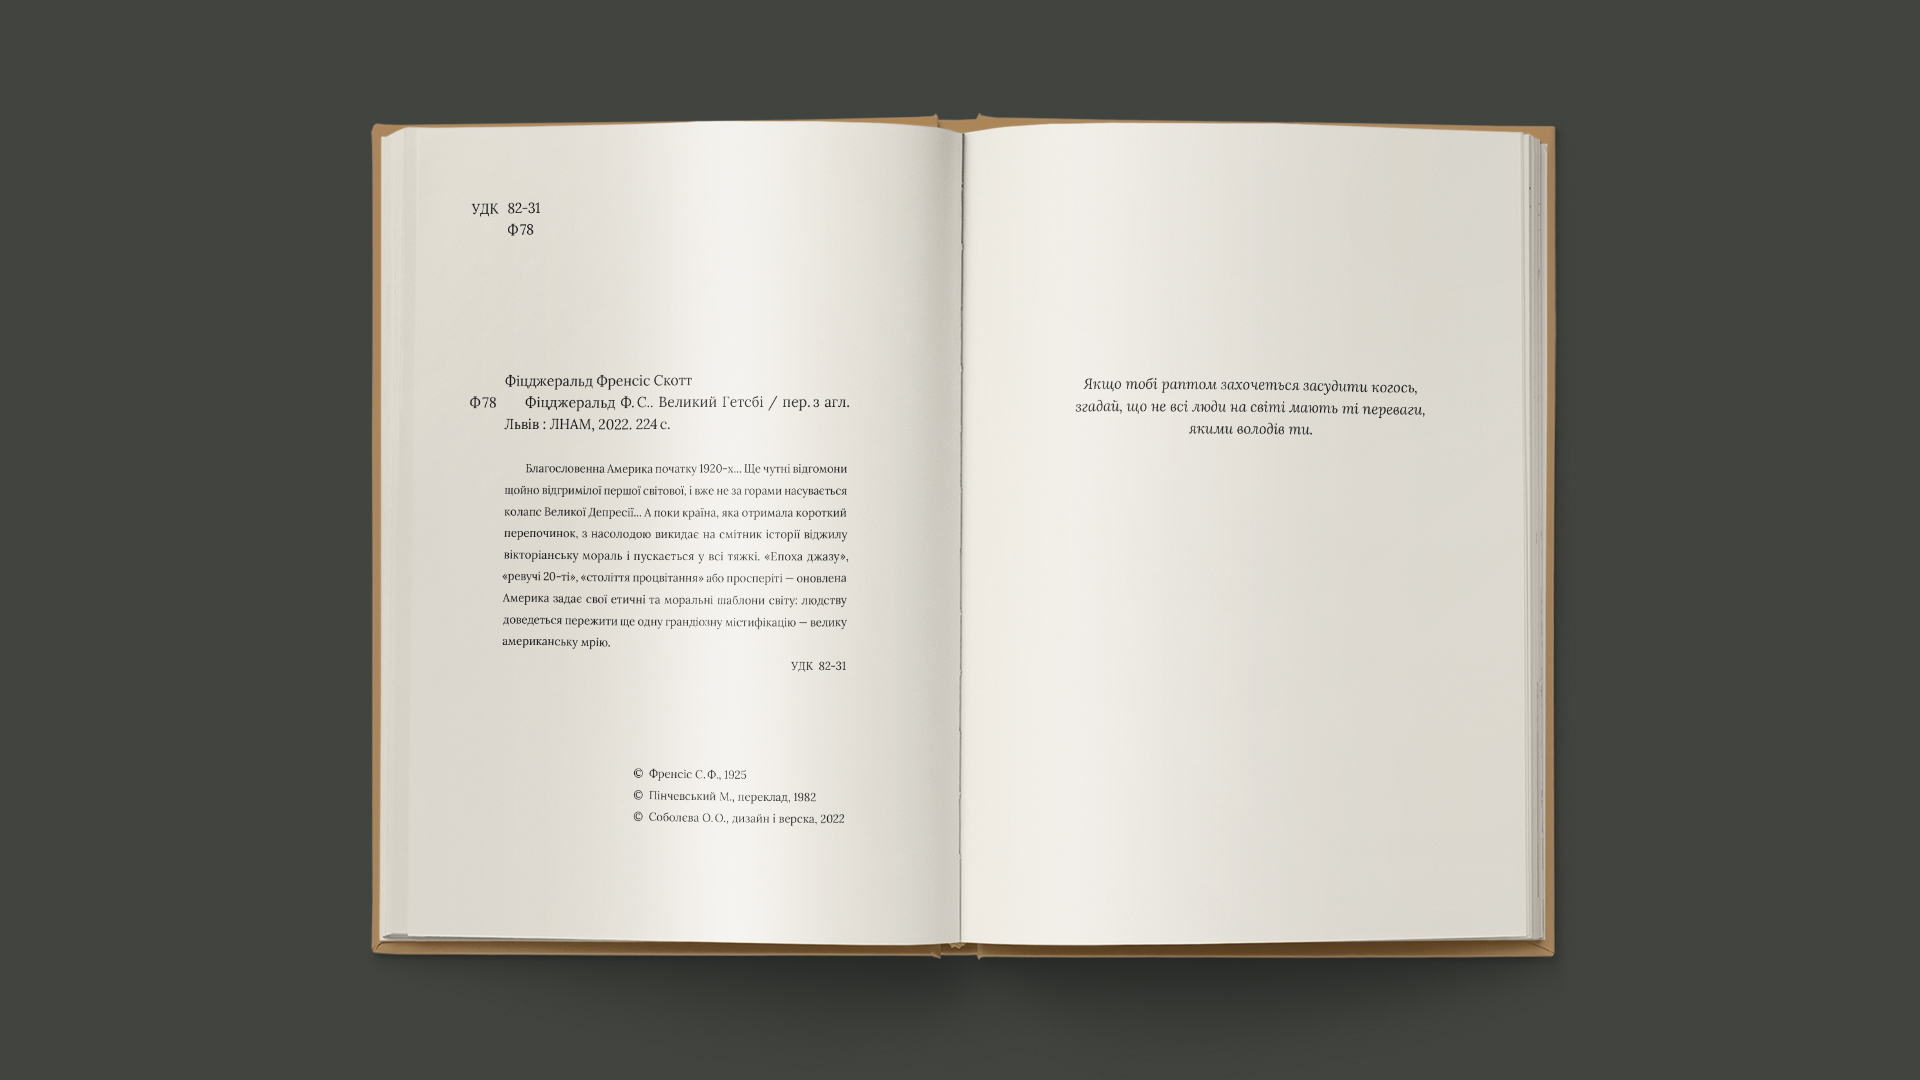 УДК 82-31
Ф78
Фіцджеральд Френсіс Скотт
Ф78 Фіцджеральд Ф. С.. Великий Гетсбі / пер. з агл.
Львів : ЛНАМ, 2022. 224 с.
Благословенна Америка початку 1920-х... Ще чутні відгомони
щойно відгримілої першої світової, і вже не за горами насувається
колапс Великої Депресії... А поки країна, яка отримала короткий
перепочинок, з насолодою викидає на смітник історії віджилу
вікторіанську мораль і пускається у всі тяжкі. «Епоха джазу»,
«ревучі 20-ті», «століття процвітання» або просперіті — оновлена
Америка задає свої етичні та моральні шаблони світу: людству
доведеться пережити ще одну грандіозну містифікацію — велику
американську мрію.
УДК 82-31
© Френсіс С. Ф., 1925
© Пінчевський М., переклад, 1982
© Соболєва О. О., дизайн і верска, 2022
Якщо тобі раптом захочеться засудити когось,
згадай, що не всі люди на світі мають ті переваги,
якими володів ти.